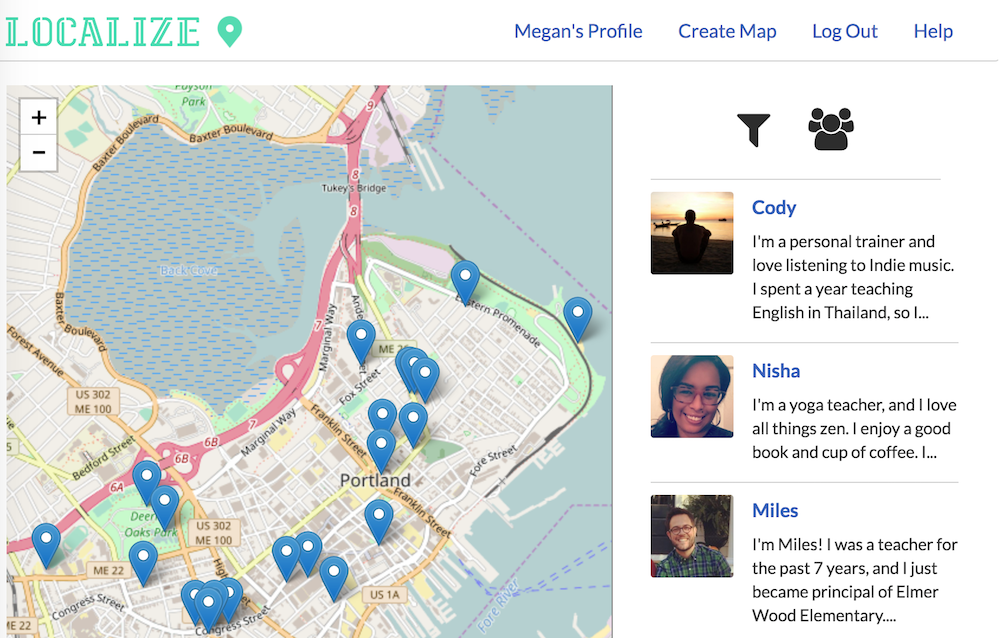 LOCALIZE
Megan's Profile
Create Map
Log Out
Help
+
−
Payson
Park
Baxter Boulevard
Baxter Boulevard
9
8
Tukey's Bridge
8
Back Cove
Baxter Boulevard
Forest Avenue
7
Marginal Way
Eastern Promenade
ME 26
Fox Street
US 302
ME 100
7
Marginal Way
Franklin Street
6B
6B
Bedford Street
Fore Street
6A
Portland
Franklin Street
Deering
Oaks Park
US 302
ME 100
ME 22
High
US 1A
Congress Street
Congress Street
ME 22
Fore River
Cody
I'm a personal trainer and
love listening to Indie music.
I spent a year teaching
English in Thailand, so I...
Nisha
I'm a yoga teacher, and I love
all things zen. I enjoy a good
book and cup of coffee. I...
Miles
I'm Miles! I was a teacher for
the past 7 years, and I just
became principal of Elmer
Wood Elementary....